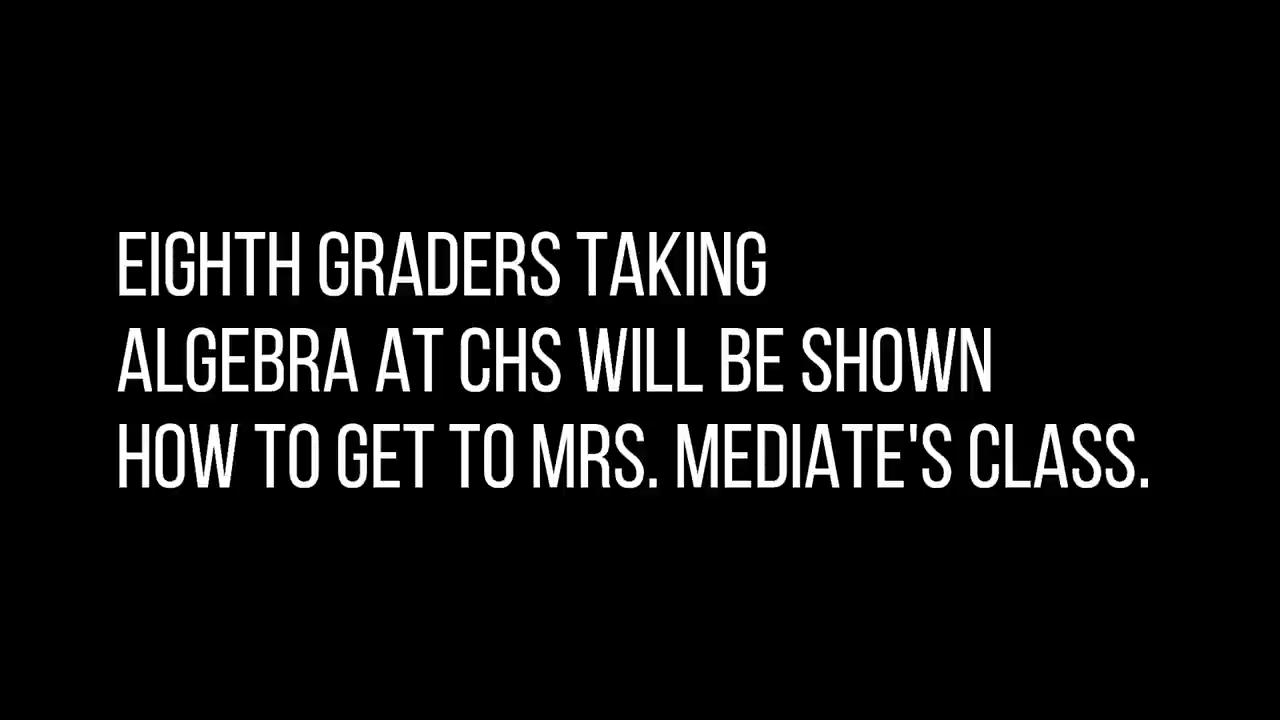 EIGHTH GRADERS TAKING
ALGEBRA AT CHS WILL BE SHOWN
HOW TO GET TO MRS. MEDIATE'S CLASS.